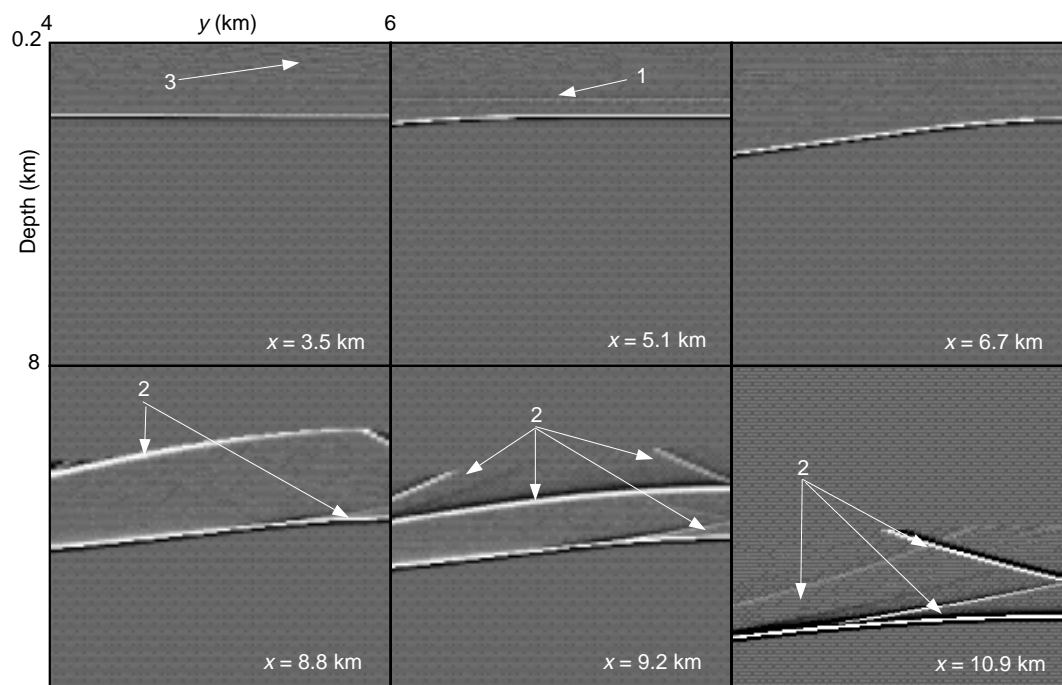 4 y (km) 6
0.2
3
1
Depth (km)
x = 3.5 km
x = 5.1 km
x = 6.7 km
8
2
2
2
x = 8.8 km
x = 9.2 km
x = 10.9 km